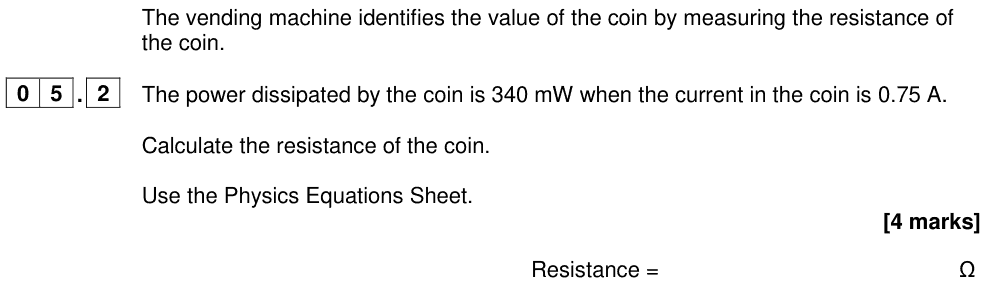 The vending machine identifies the value of the coin by measuring the resistance of
the coin.
0 5 . 2 The power dissipated by the coin is 340 mW when the current in the coin is 0.75 A.
Calculate the resistance of the coin.
Use the Physics Equations Sheet.
[4 marks]
Resistance = Ω